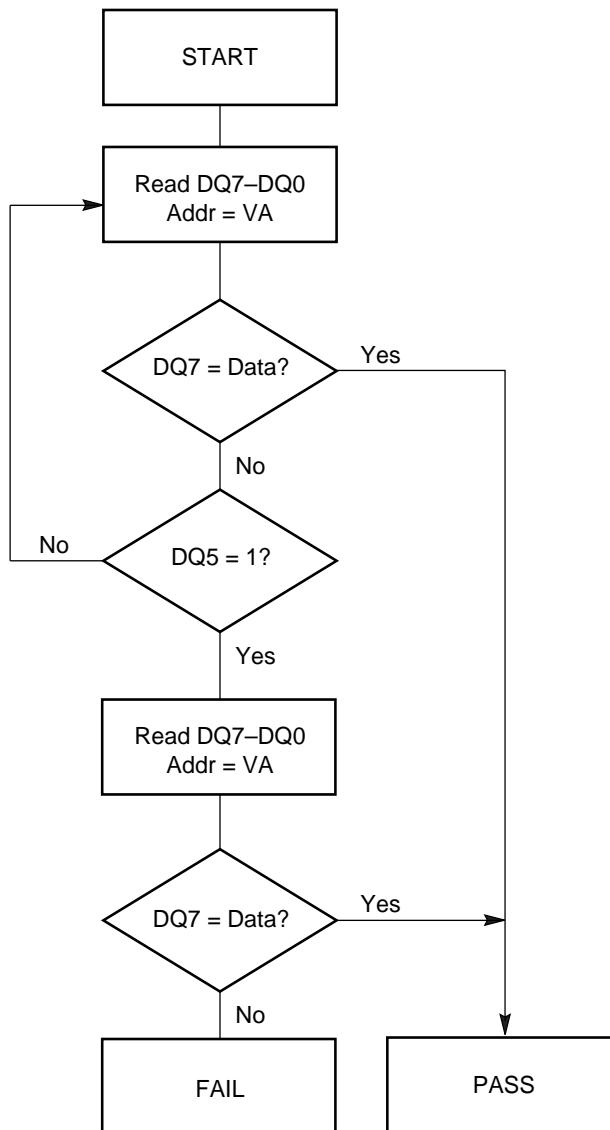 START
Read DQ7–DQ0
Addr = VA
DQ7 = Data?
Yes
No
No
DQ5 = 1?
Yes
Read DQ7–DQ0
Addr = VA
DQ7 = Data?
Yes
No
FAIL
PASS